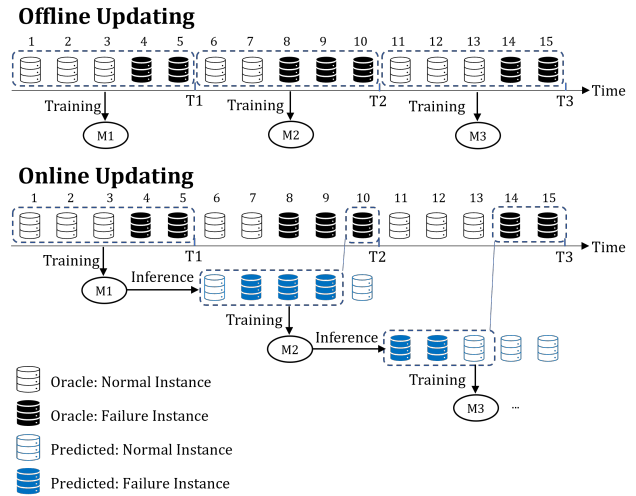 Offline Updating
1 2 3 4 5 6 7 8 9 10 11 12 13 14 15
Time
T1 T2 T3
Training Training Training
M1 M2 M3
Online Updating
1 2 3 4 5 6 7 8 9 10 11 12 13 14 15
Time
T1 T2 T3
Training
Inference
M1
Training
Inference
M2
Training
Oracle: Normal Instance
M3 ...
Oracle: Failure Instance
Predicted: Normal Instance
Predicted: Failure Instance